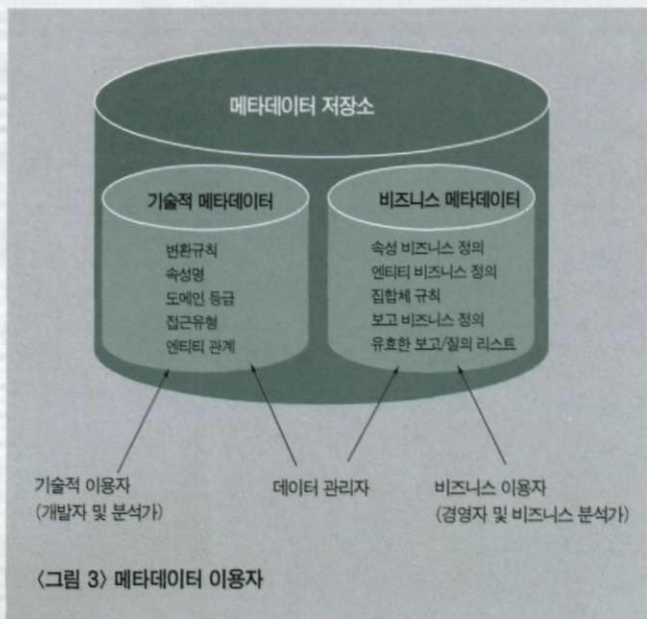 메타데이터 저장소
기술적 메타데이터
변환규칙
속성명
도메인 등급
접근유형
엔티티 관계
비즈니스 메타데이터
속성 비즈니스 정의
엔티티 비즈니스 정의
집합체 규칙
보고 비즈니스 정의
유효한 보고/질의 리스트
기술적 이용자
(개발자 및 분석가)
데이터 관리자
비즈니스 이용자
(경영자 및 비즈니스 분석가)
〈그림 3〉 메타데이터 이용자